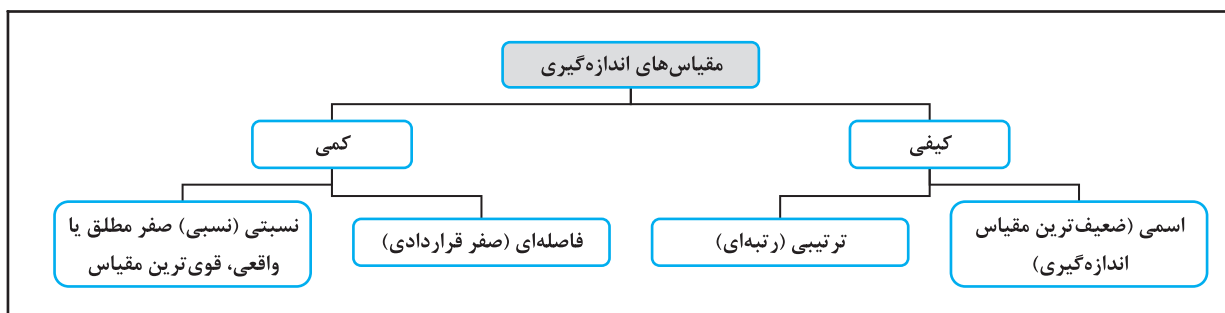 مقیاس‌های اندازه‌گیری
کیفی
کمی
اسمی (ضعیف‌ترین مقیاس
اندازه‌گیری)
ترتیبی (رتبه‌ای)
فاصله‌ای (صفر قراردادی)
نسبتی (نسبی) صفر مطلق یا
واقعی، قوی‌ترین مقیاس